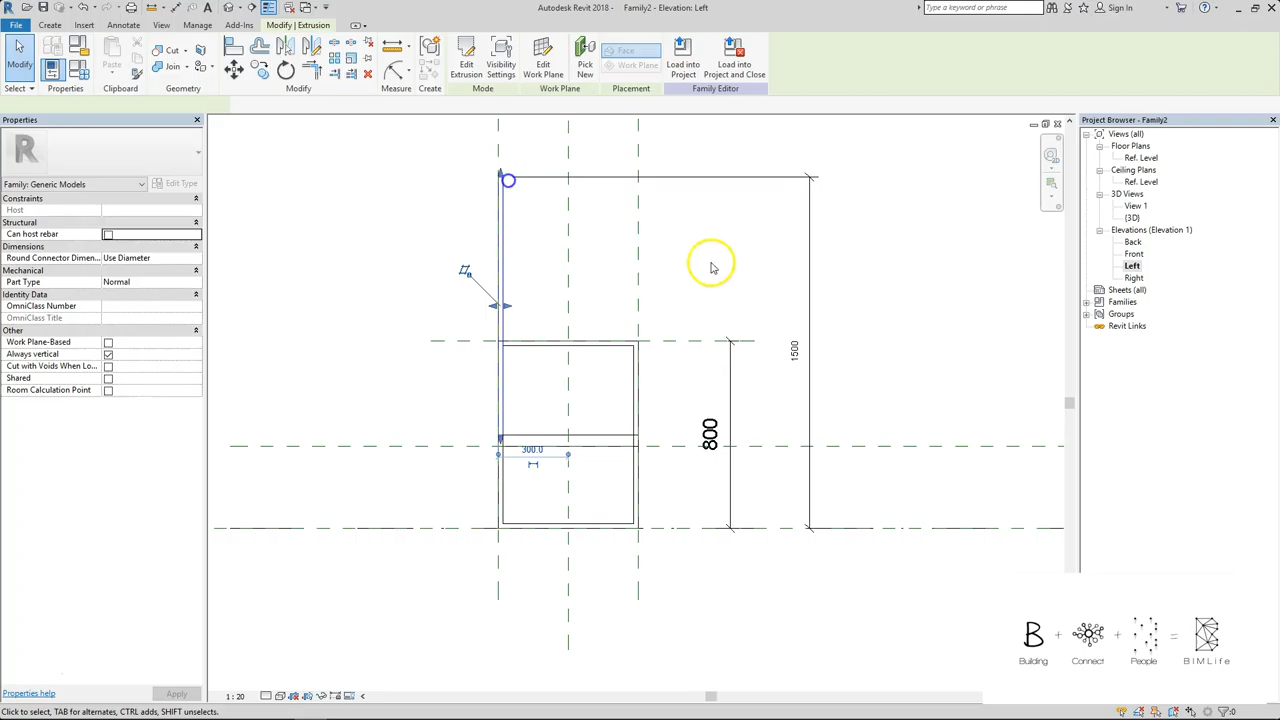 Autodesk Revit 2018 - Family2 - Elevation: Left
Type a keyword or phrase
Sign In
File
Create
Insert
Annotate
View
Manage
Add-Ins
Modify | Extrusion
Modify
Paste
Cut
Join
Edit
Extrusion
Visibility
Settings
Edit
Work Plane
Pick
New
Face
Work Plane
Load into
Project
Load into
Project and Close
Select
Properties
Clipboard
Geometry
Modify
Measure
Create
Mode
Work Plane
Placement
Family Editor
Properties
Family: Generic Models
Edit Type
Constraints
Host
Structural
Can host rebar
Dimensions
Round Connector Dimen... Use Diameter
Mechanical
Part Type Normal
Identity Data
OmniClass Number
OmniClass Title
Other
Work Plane-Based
Always vertical
Cut with Voids When Lo...
Shared
Room Calculation Point
Properties help
Apply
1500
800
300.0
Project Browser - Family2
Views (all)
Floor Plans
Ref. Level
Ceiling Plans
Ref. Level
3D Views
View 1
{3D}
Elevations (Elevation 1)
Back
Front
Left
Right
Sheets (all)
Families
Groups
Revit Links
B + + =
Building Connect People BIMLife
1 : 20
Click to select, TAB for alternates, CTRL adds, SHIFT unselects.
:0